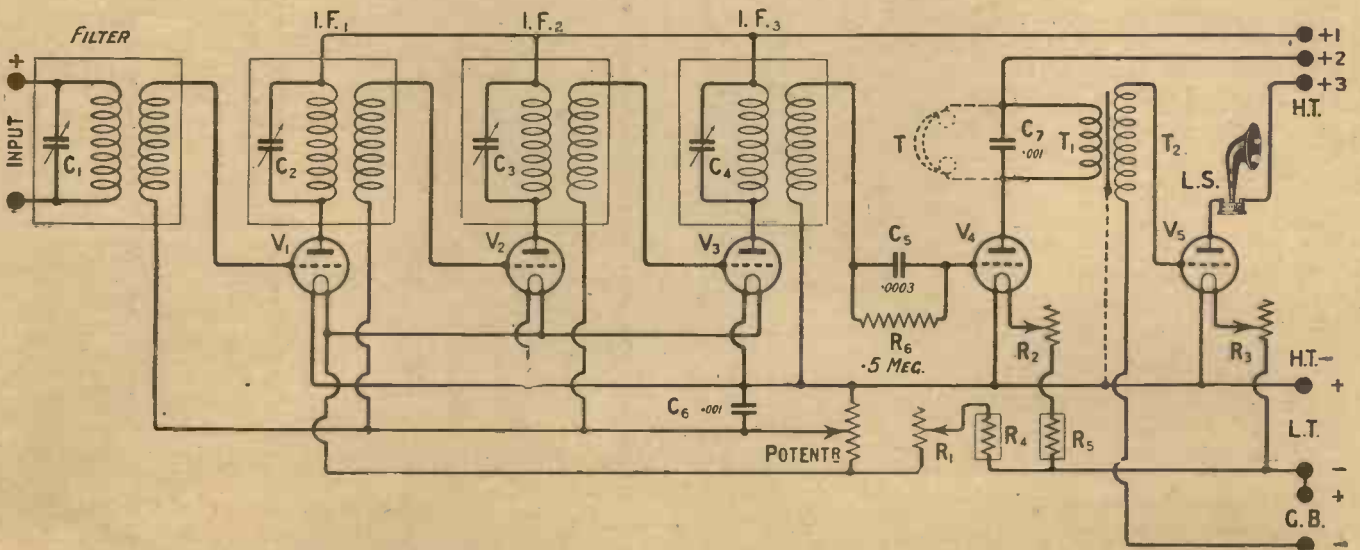 FILTER
I.F.1
I.F.2
I.F.3
+1
+2
+3
H.T.
+
INPUT
C1
C2
C3
C4
T
C7
.001
T1
T2
L.S.
V1
V2
V3
C5
.0003
V4
V5
R6
.5 MEG.
R2
R3
H.T.-
+
C6 .001
POTENTR
R1
R4
R5
L.T.
-
+
G.B.
-